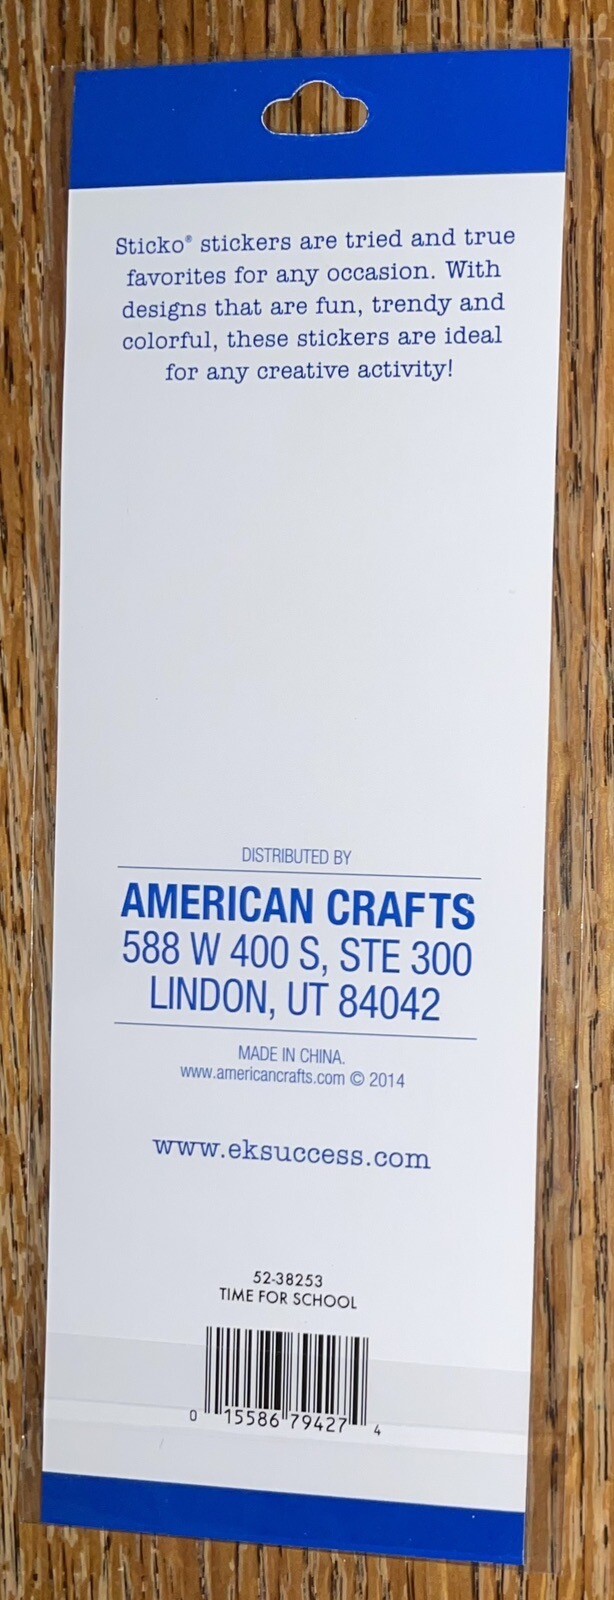 Sticko® stickers are tried and true
favorites for any occasion. With
designs that are fun, trendy and
colorful, these stickers are ideal
for any creative activity!
DISTRIBUTED BY
AMERICAN CRAFTS
588 W 400 S, STE 300
LINDON, UT 84042
MADE IN CHINA.
www.americancrafts.com © 2014
www.eksuccess.com
52-38253
TIME FOR SCHOOL
0 15586 79427 4